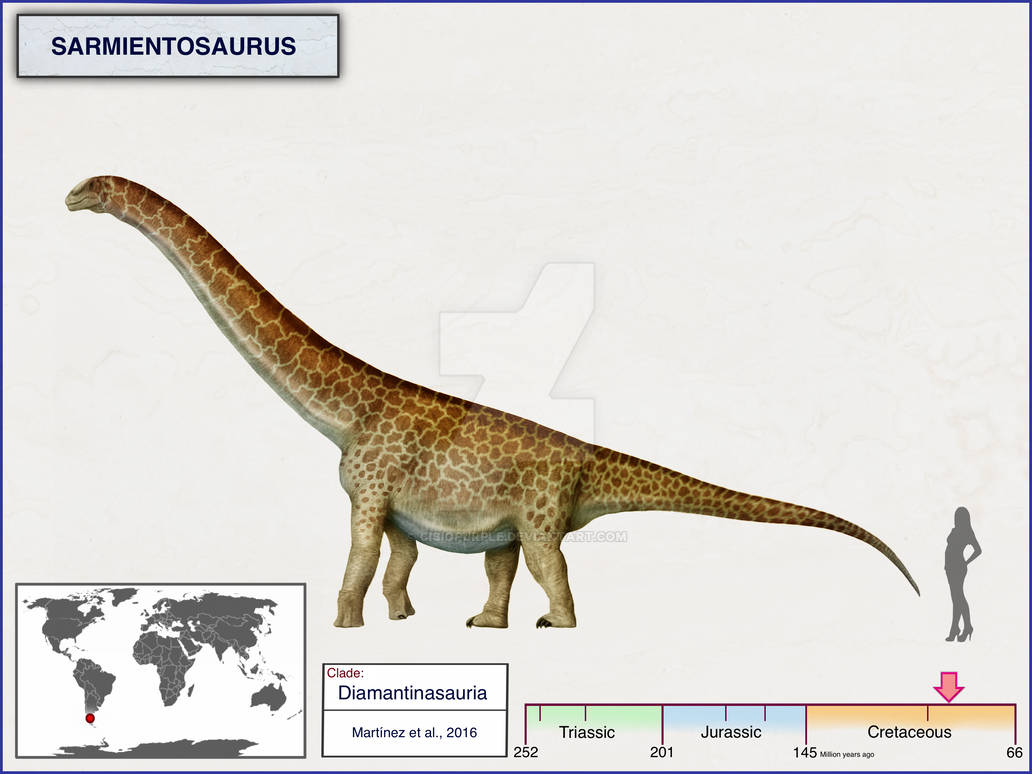 SARMIENTOSAURUS
Clade:
Diamantinasauria
Martínez et al., 2016
Triassic
Jurassic
Cretaceous
252
201
145
Million years ago
66